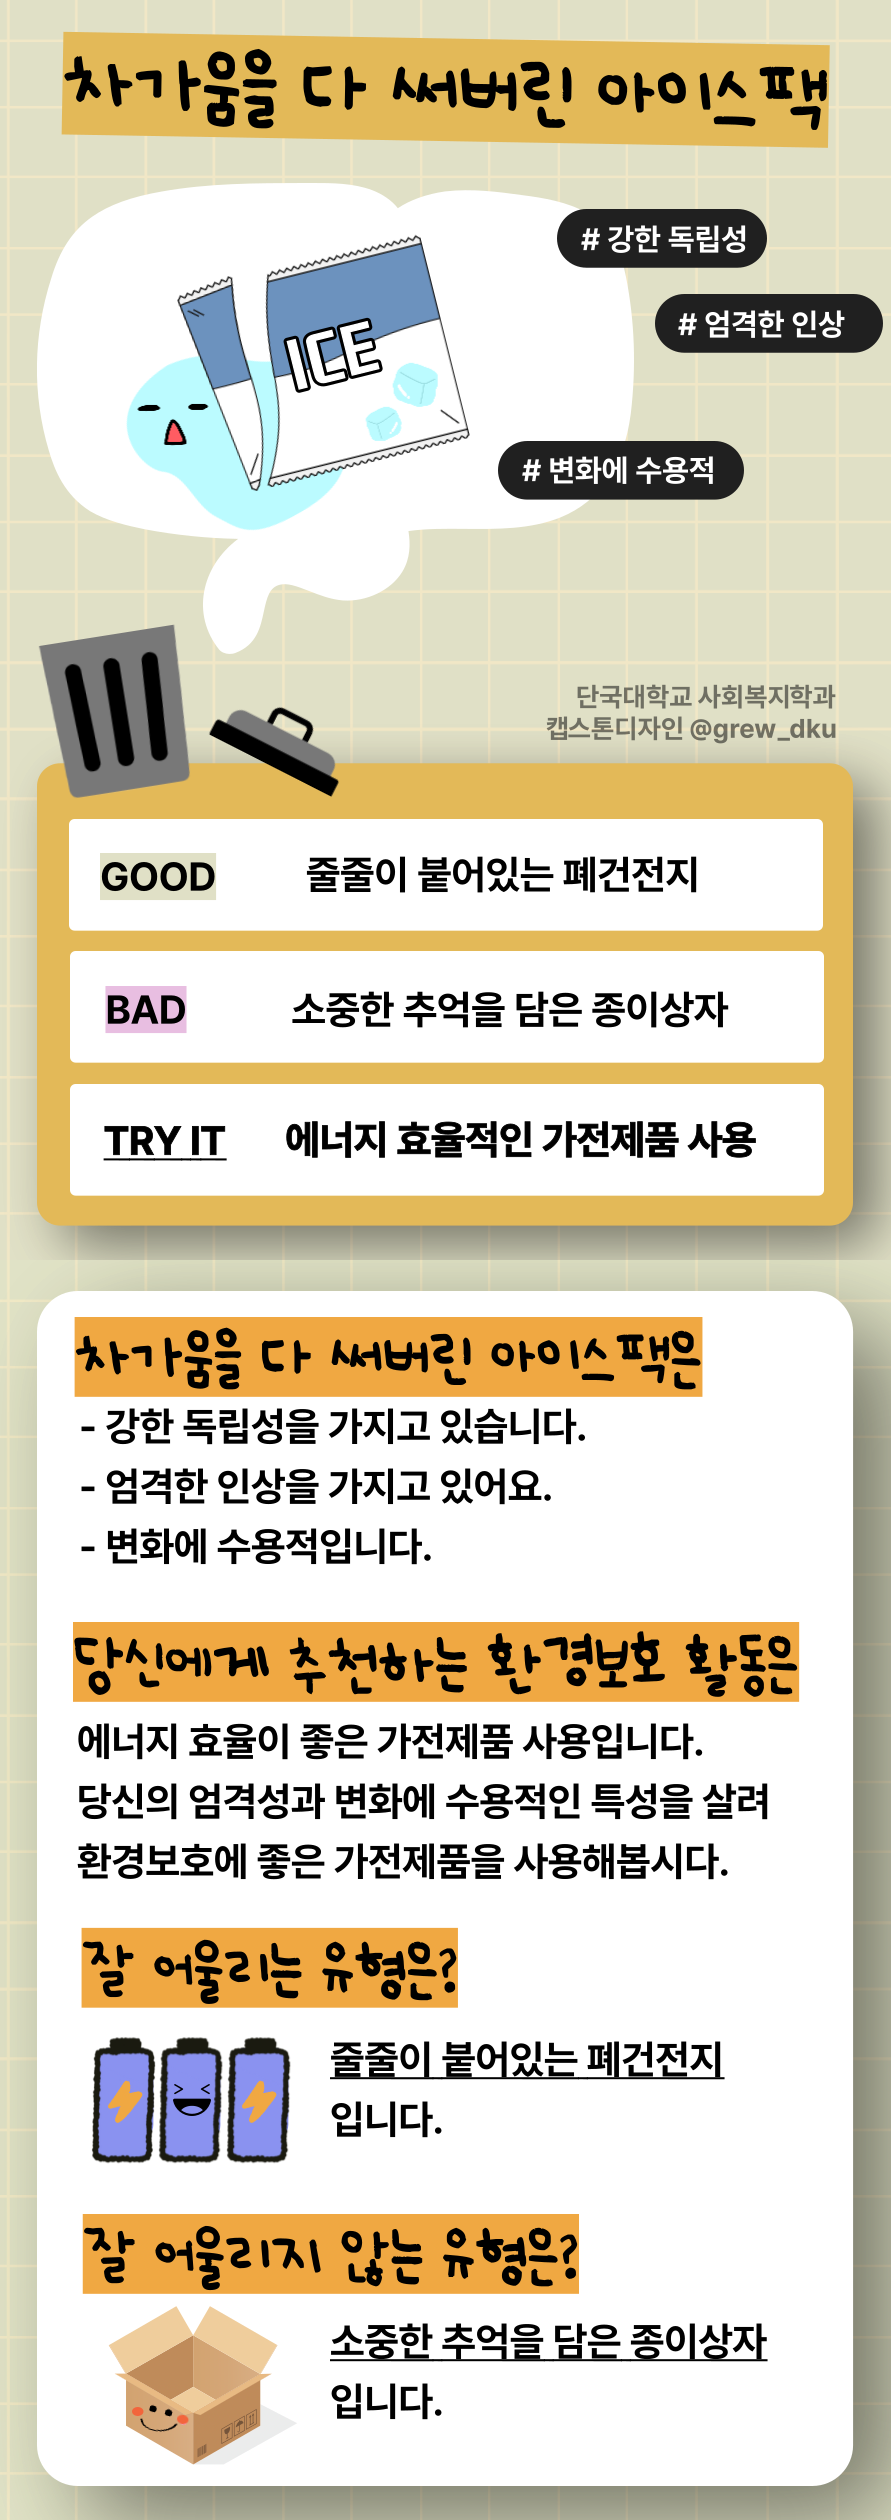 차가움을 다 써버린 아이스팩
# 강한 독립성
# 엄격한 인상
ICE
# 변화에 수용적
단국대학교 사회복지학과
캡스톤디자인 @grew_dku
GOOD 줄줄이 붙어있는 폐건전지
BAD 소중한 추억을 담은 종이상자
TRY IT 에너지 효율적인 가전제품 사용
차가움을 다 써버린 아이스팩은
- 강한 독립성을 가지고 있습니다.
- 엄격한 인상을 가지고 있어요.
- 변화에 수용적입니다.
당신에게 추천하는 환경보호 활동은
에너지 효율이 좋은 가전제품 사용입니다.
당신의 엄격성과 변화에 수용적인 특성을 살려
환경보호에 좋은 가전제품을 사용해봅시다.
잘 어울리는 유형은?
줄줄이 붙어있는 폐건전지
입니다.
잘 어울리지 않는 유형은?
소중한 추억을 담은 종이상자
입니다.